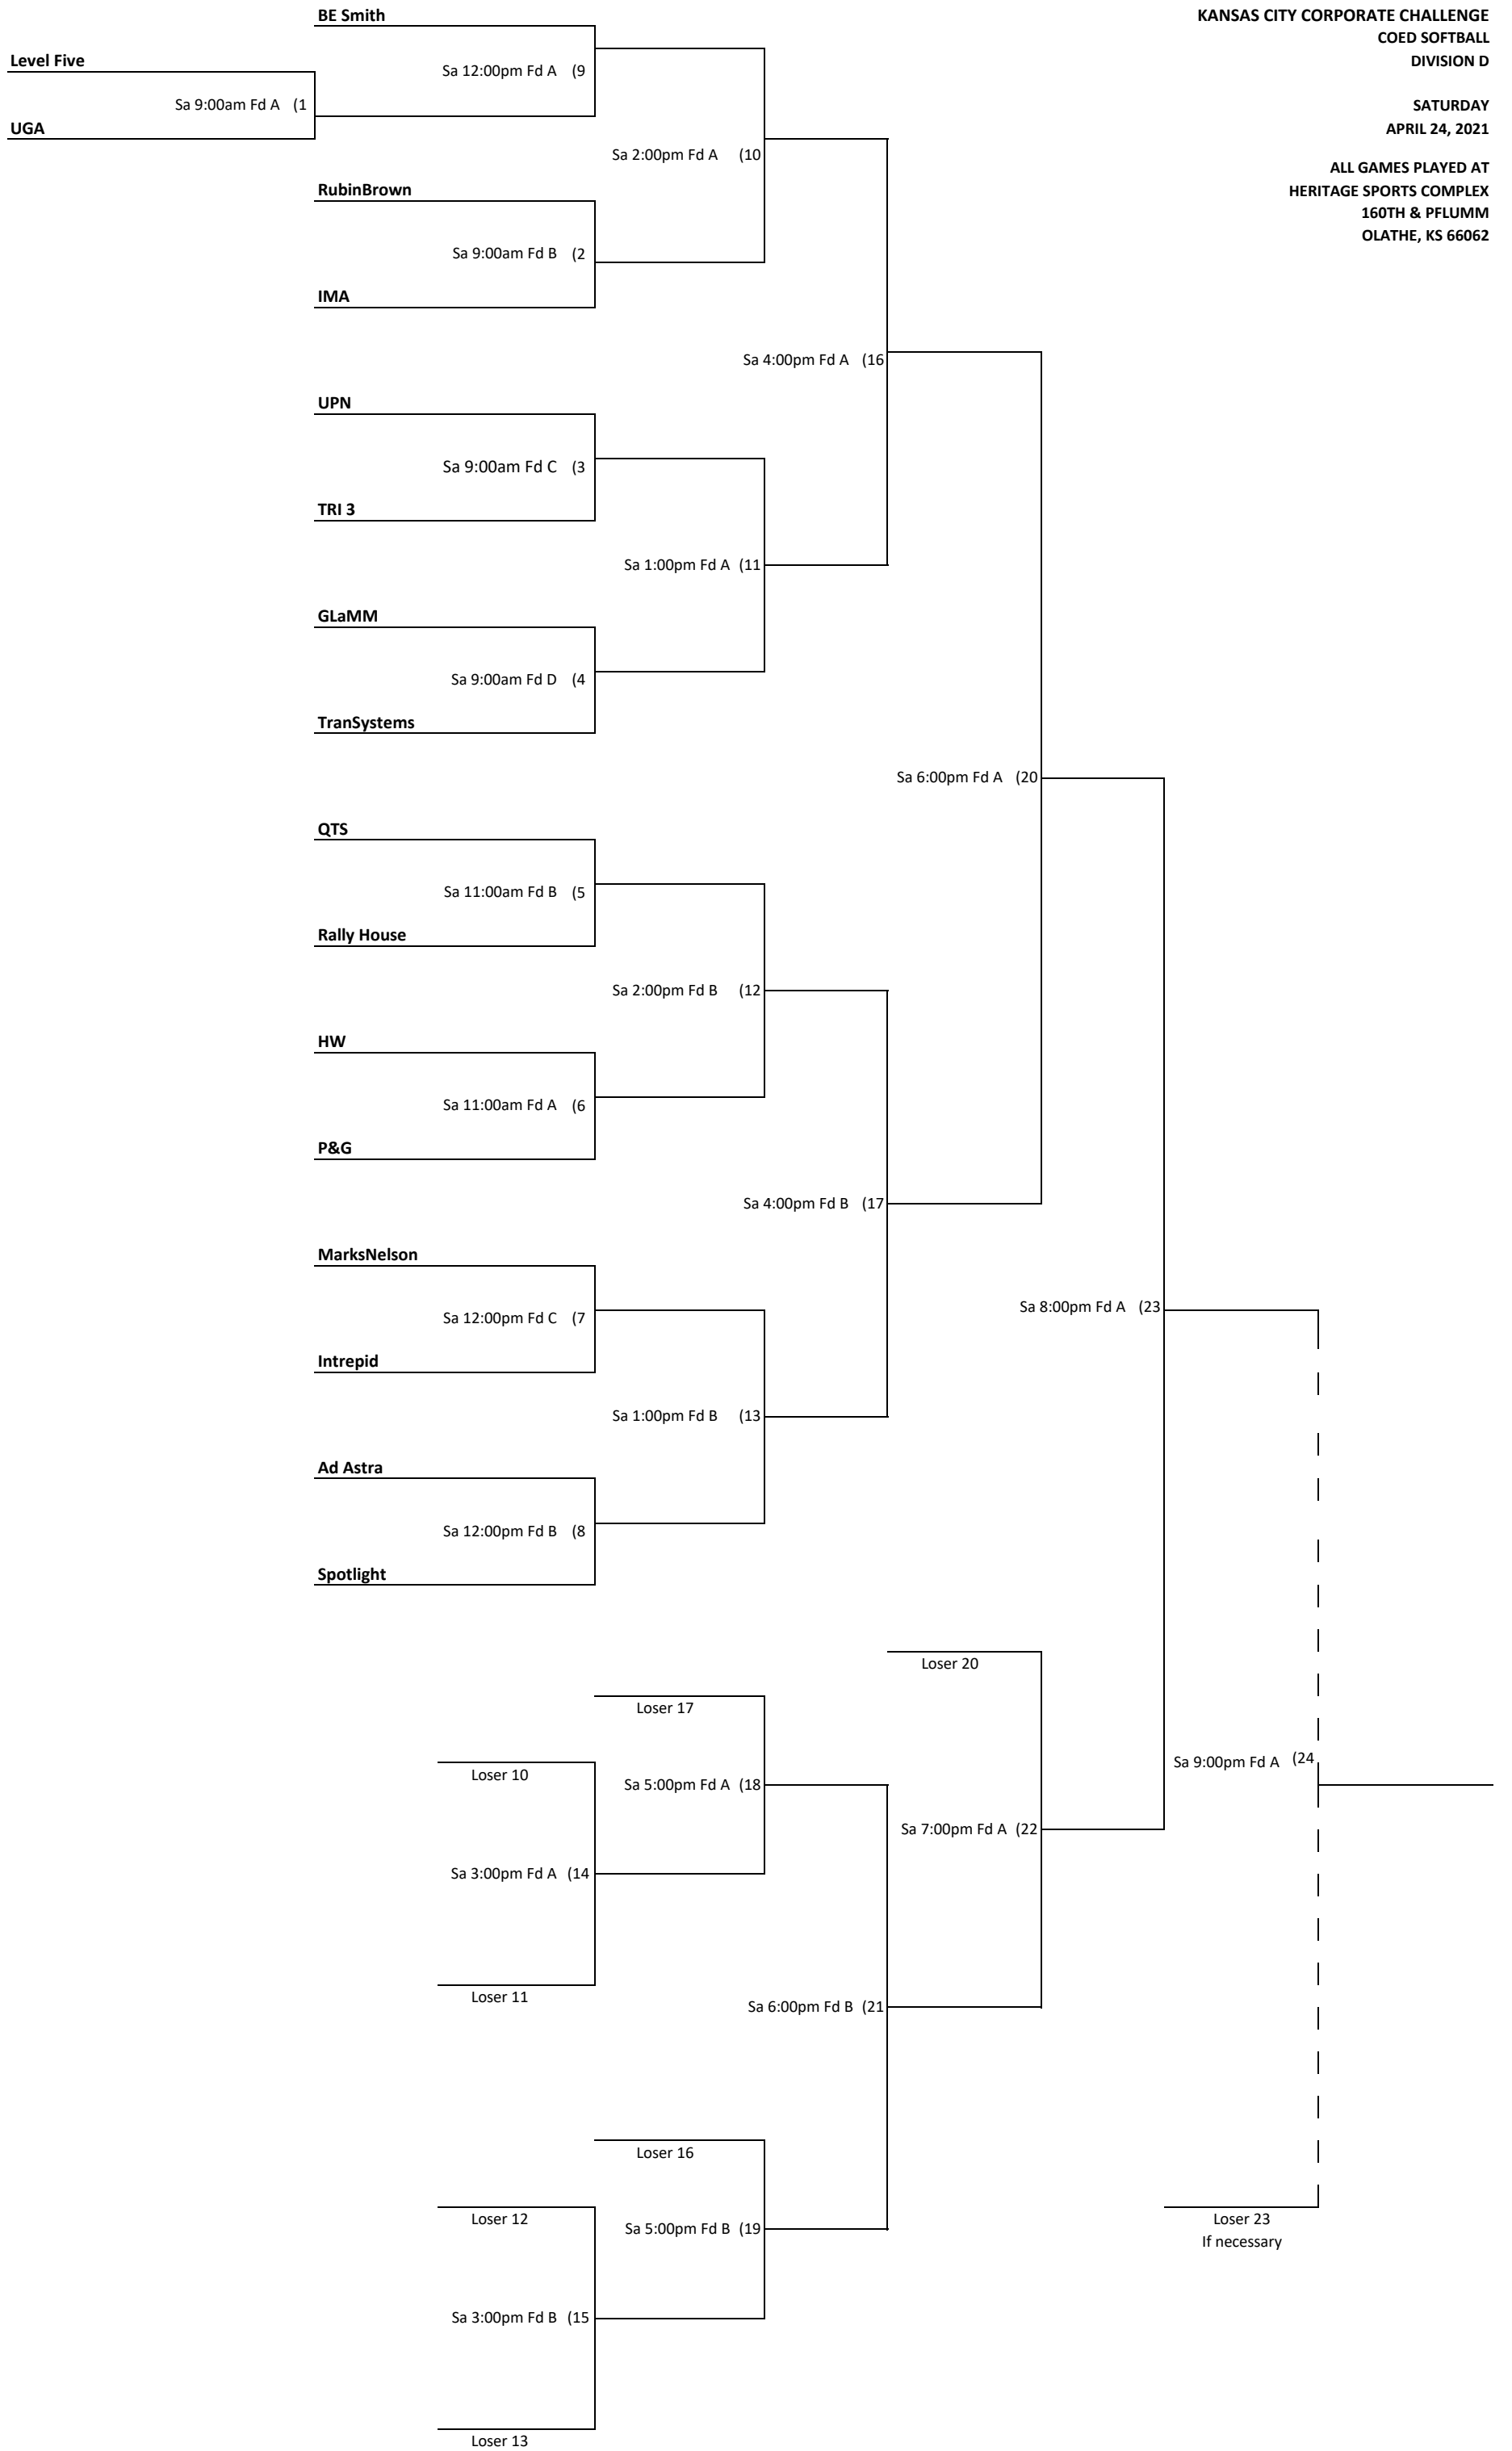 BE Smith
KANSAS CITY CORPORATE CHALLENGE
COED SOFTBALL
Level Five
Sa 12:00pm Fd A (9
DIVISION D
Sa 9:00am Fd A (1
SATURDAY
UGA
APRIL 24, 2021
Sa 2:00pm Fd A (10
ALL GAMES PLAYED AT
RubinBrown
HERITAGE SPORTS COMPLEX
160TH & PFLUMM
OLATHE, KS 66062
Sa 9:00am Fd B (2
IMA
Sa 4:00pm Fd A (16
UPN
Sa 9:00am Fd C (3
TRI 3
Sa 1:00pm Fd A (11
GLaMM
Sa 9:00am Fd D (4
TranSystems
Sa 6:00pm Fd A (20
QTS
Sa 11:00am Fd B (5
Rally House
Sa 2:00pm Fd B (12
HW
Sa 11:00am Fd A (6
P&G
Sa 4:00pm Fd B (17
MarksNelson
Sa 8:00pm Fd A (23
Sa 12:00pm Fd C (7
Intrepid
Sa 1:00pm Fd B (13
Ad Astra
Sa 12:00pm Fd B (8
Spotlight
Loser 20
Loser 17
Sa 9:00pm Fd A (24
Loser 10
Sa 5:00pm Fd A (18
Sa 7:00pm Fd A (22
Sa 3:00pm Fd A (14
Loser 11
Sa 6:00pm Fd B (21
Loser 16
Loser 12
Loser 23
Sa 5:00pm Fd B (19
If necessary
Sa 3:00pm Fd B (15
Loser 13